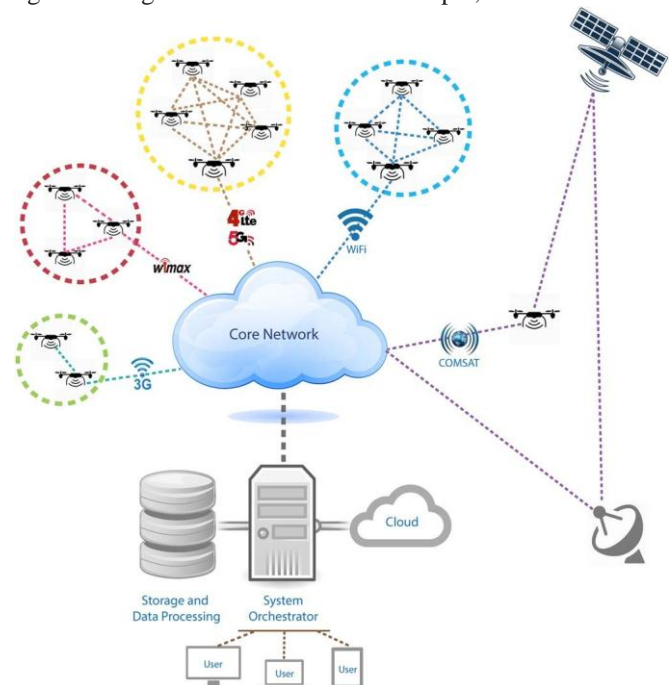 4G lte
5G
WiFi
wimax
Core Network
COMSAT
3G
Cloud
Storage and
Data Processing
System
Orchestrator
User
User
User